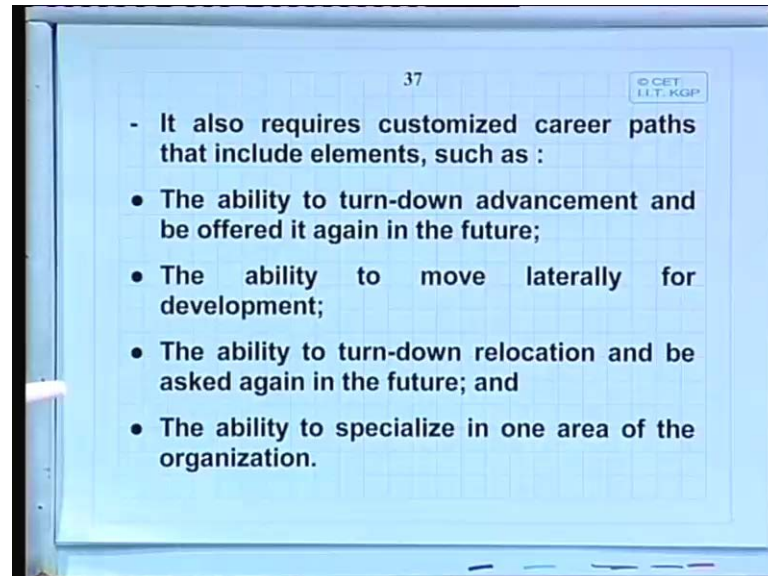 37
© CET
I.I.T. KGP
- It also requires customized career paths
that include elements, such as :
● The ability to turn-down advancement and
be offered it again in the future;
● The ability to move laterally for
development;
● The ability to turn-down relocation and be
asked again in the future; and
● The ability to specialize in one area of the
organization.